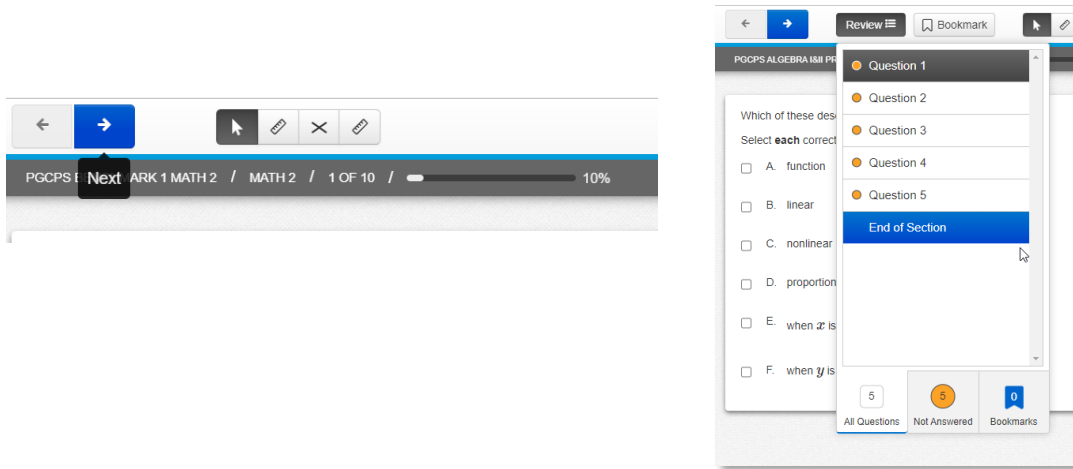 Next
PGCPS B ARK 1 MATH 2 / MATH 2 / 1 OF 10 / 10%
Review Bookmark
PGCPS ALGEBRA I&II PR
Question 1
Question 2
Question 3
Question 4
Question 5
End of Section
Which of these des
Select each correct
A. function
B. linear
C. nonlinear
D. proportion
E. when x is
F. when y is
5 5 0
All Questions Not Answered Bookmarks